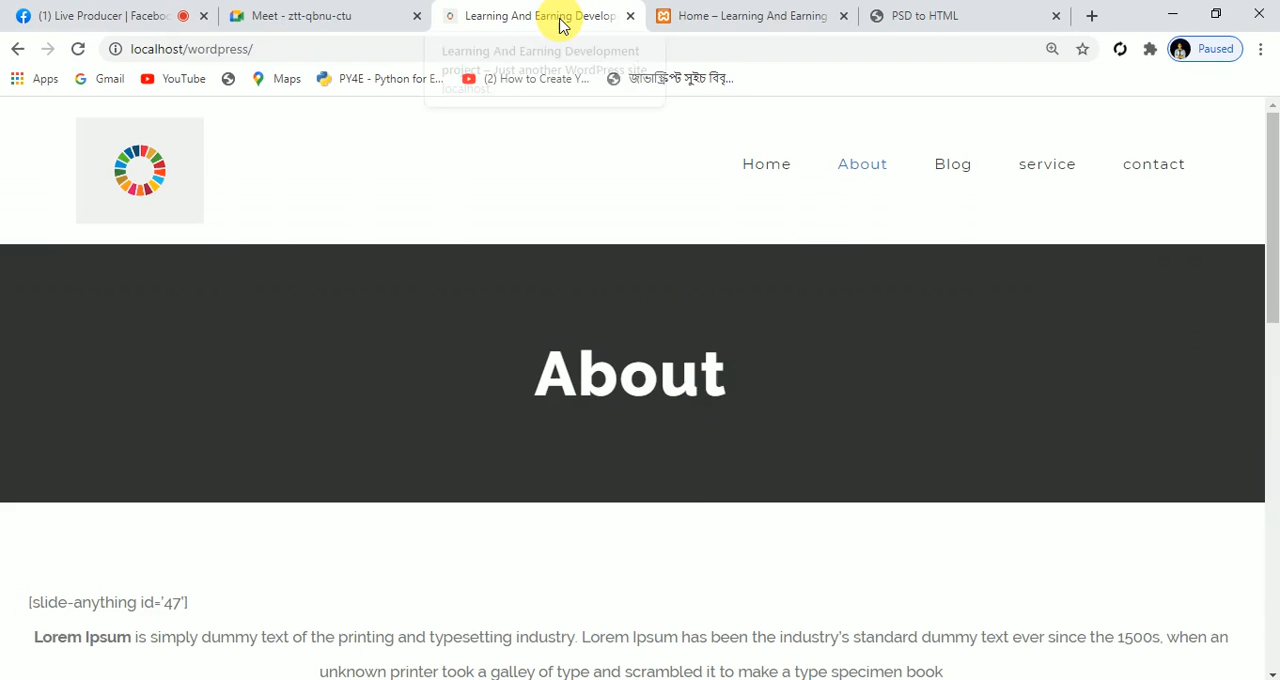 (1) Live Producer | Faceboo
Meet - ztt-qbnu-ctu
Learning And Earning Develop
Home – Learning And Earning
PSD to HTML
localhost/wordpress/
Paused
Apps
Gmail
YouTube
Maps
PY4E - Python for E...
(2) How to Create Y...
জাভাস্ক্রিপ্ট সুইচ বিবৃ...
Learning And Earning Development
project – Just another WordPress site
localhost
Home
About
Blog
service
contact
About
[slide-anything id='47']
Lorem Ipsum is simply dummy text of the printing and typesetting industry. Lorem Ipsum has been the industry's standard dummy text ever since the 1500s, when an
unknown printer took a galley of type and scrambled it to make a type specimen book